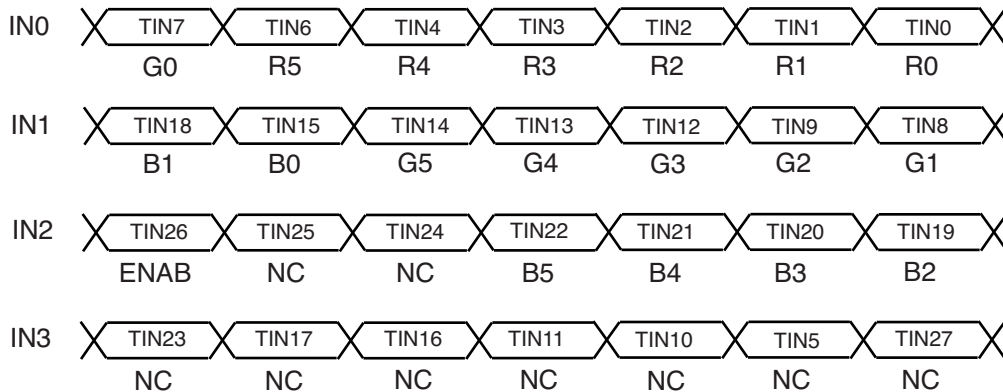 IN0 TIN7 TIN6 TIN4 TIN3 TIN2 TIN1 TIN0
G0 R5 R4 R3 R2 R1 R0
IN1 TIN18 TIN15 TIN14 TIN13 TIN12 TIN9 TIN8
B1 B0 G5 G4 G3 G2 G1
IN2 TIN26 TIN25 TIN24 TIN22 TIN21 TIN20 TIN19
ENAB NC NC B5 B4 B3 B2
IN3 TIN23 TIN17 TIN16 TIN11 TIN10 TIN5 TIN27
NC NC NC NC NC NC NC